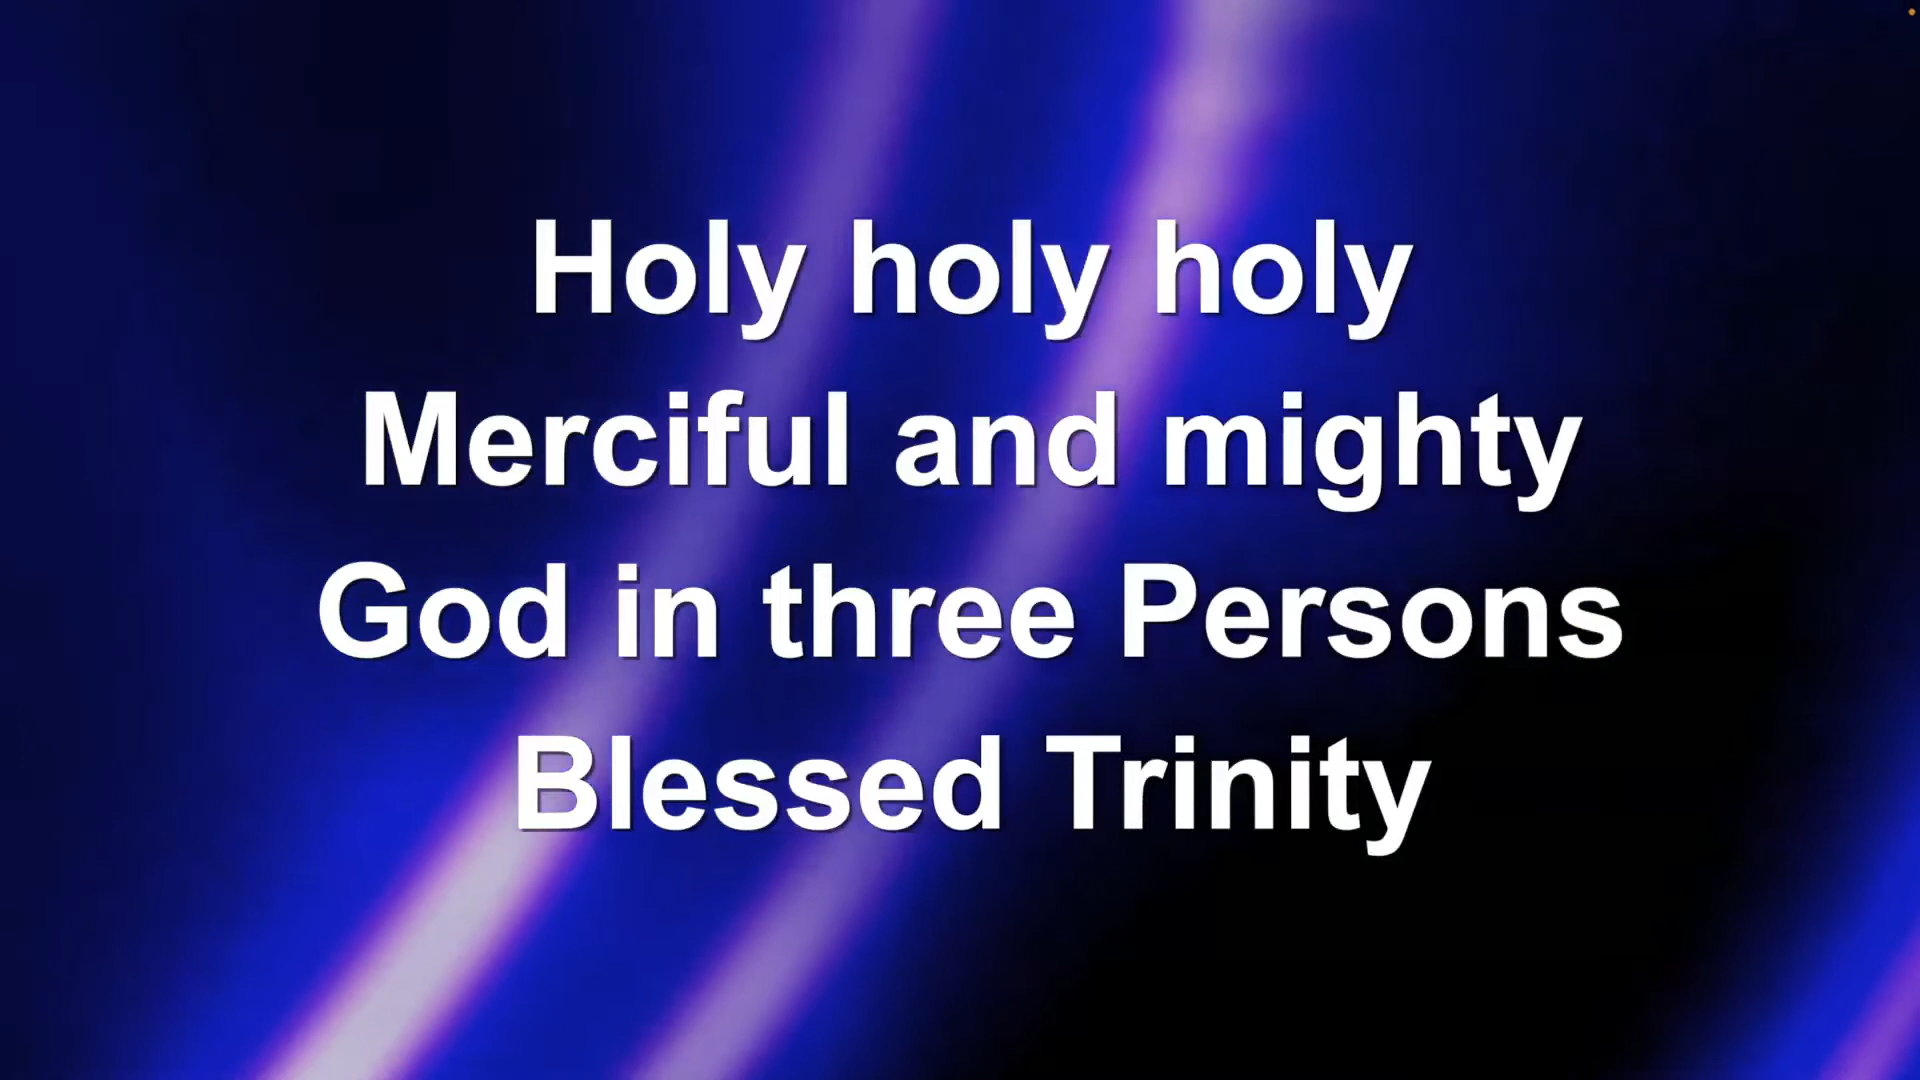 Holy holy holy
Merciful and mighty
God in three Persons
Blessed Trinity